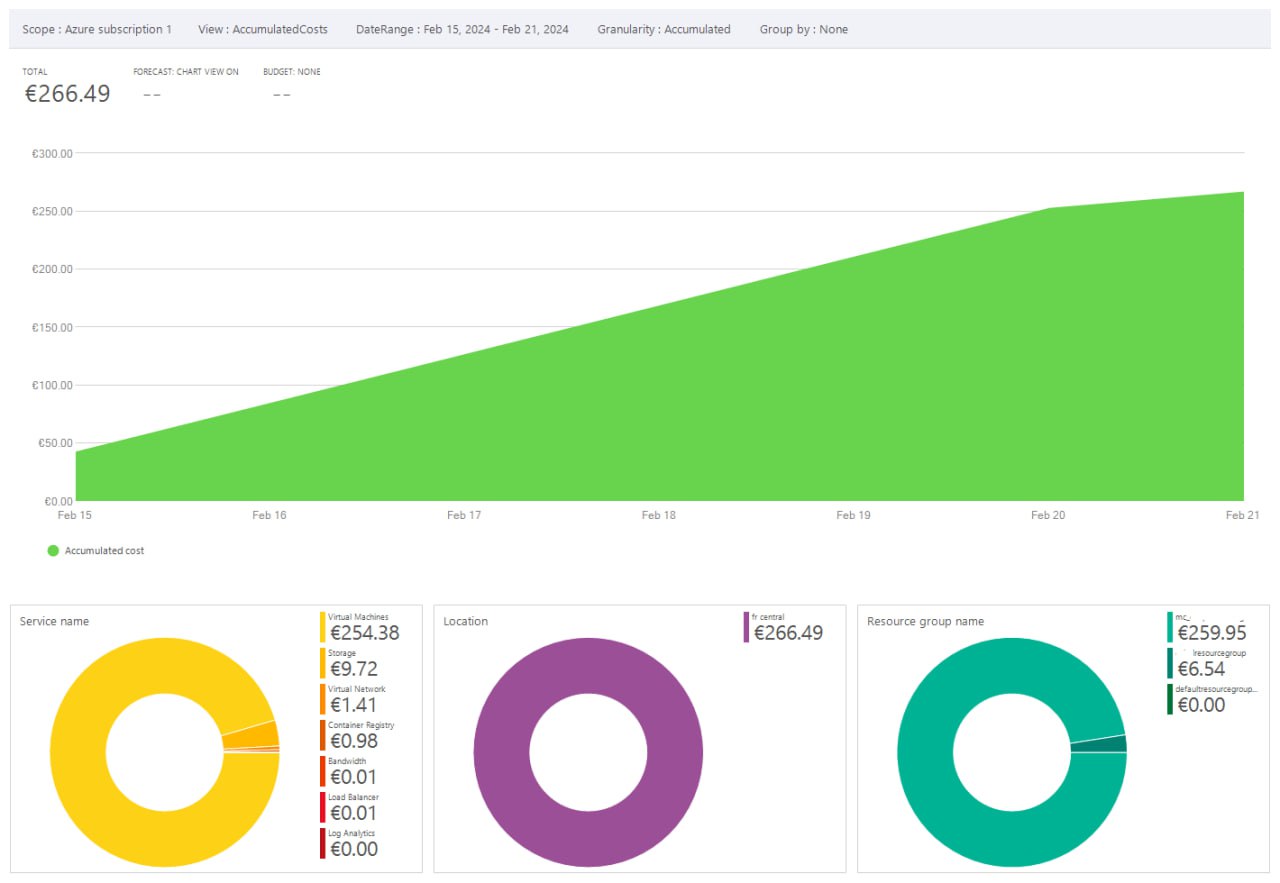 Scope : Azure subscription 1 View : AccumulatedCosts DateRange : Feb 15, 2024 - Feb 21, 2024 Granularity : Accumulated Group by : None
TOTAL FORECAST: CHART VIEW ON BUDGET: NONE
€266.49 -- --
€300.00
€250.00
€200.00
€150.00
€100.00
€50.00
€0.00
Feb 15 Feb 16 Feb 17 Feb 18 Feb 19 Feb 20 Feb 21
Accumulated cost
Service name
Virtual Machines
€254.38
Storage
€9.72
Virtual Network
€1.41
Container Registry
€0.98
Bandwidth
€0.01
Load Balancer
€0.01
Log Analytics
€0.00
Location
fr central
€266.49
Resource group name
€259.95
resourcegroup
€6.54
defaultresourcegroup...
€0.00